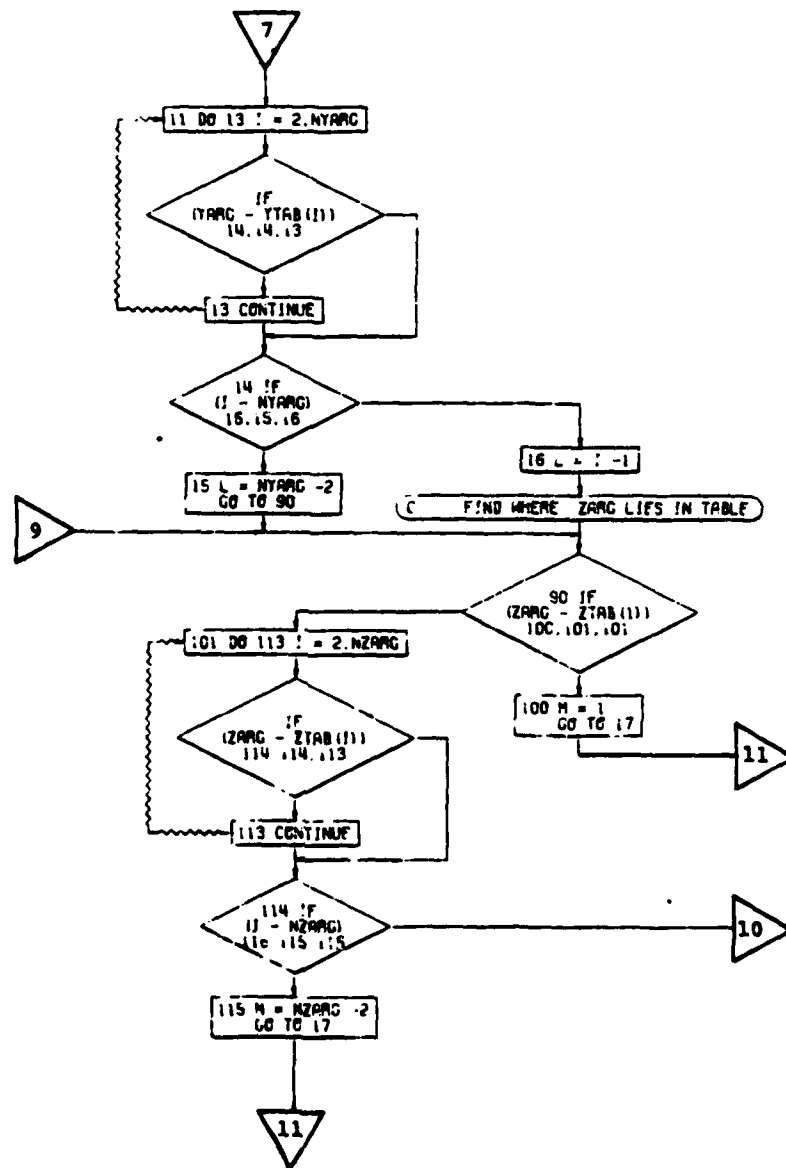 7
11 DO 13 I = 2,NYARG
IF
(YARG - YTAB(I))
14,14,13
13 CONTINUE
14 IF
(I - NYARG)
16,15,16
15 L = NYARG -2
GO TO 90
16 L = I -1
C FIND WHERE ZARG LIES IN TABLE
9
90 IF
(ZARG - ZTAB(1))
100,101,101
101 DO 113 I = 2,NZARG
100 M = 1
GO TO 17
11
IF
(ZARG - ZTAB(I))
114,114,113
113 CONTINUE
114 IF
(I - NZARG)
116,115,115
10
115 M = NZARG -2
GO TO 17
11